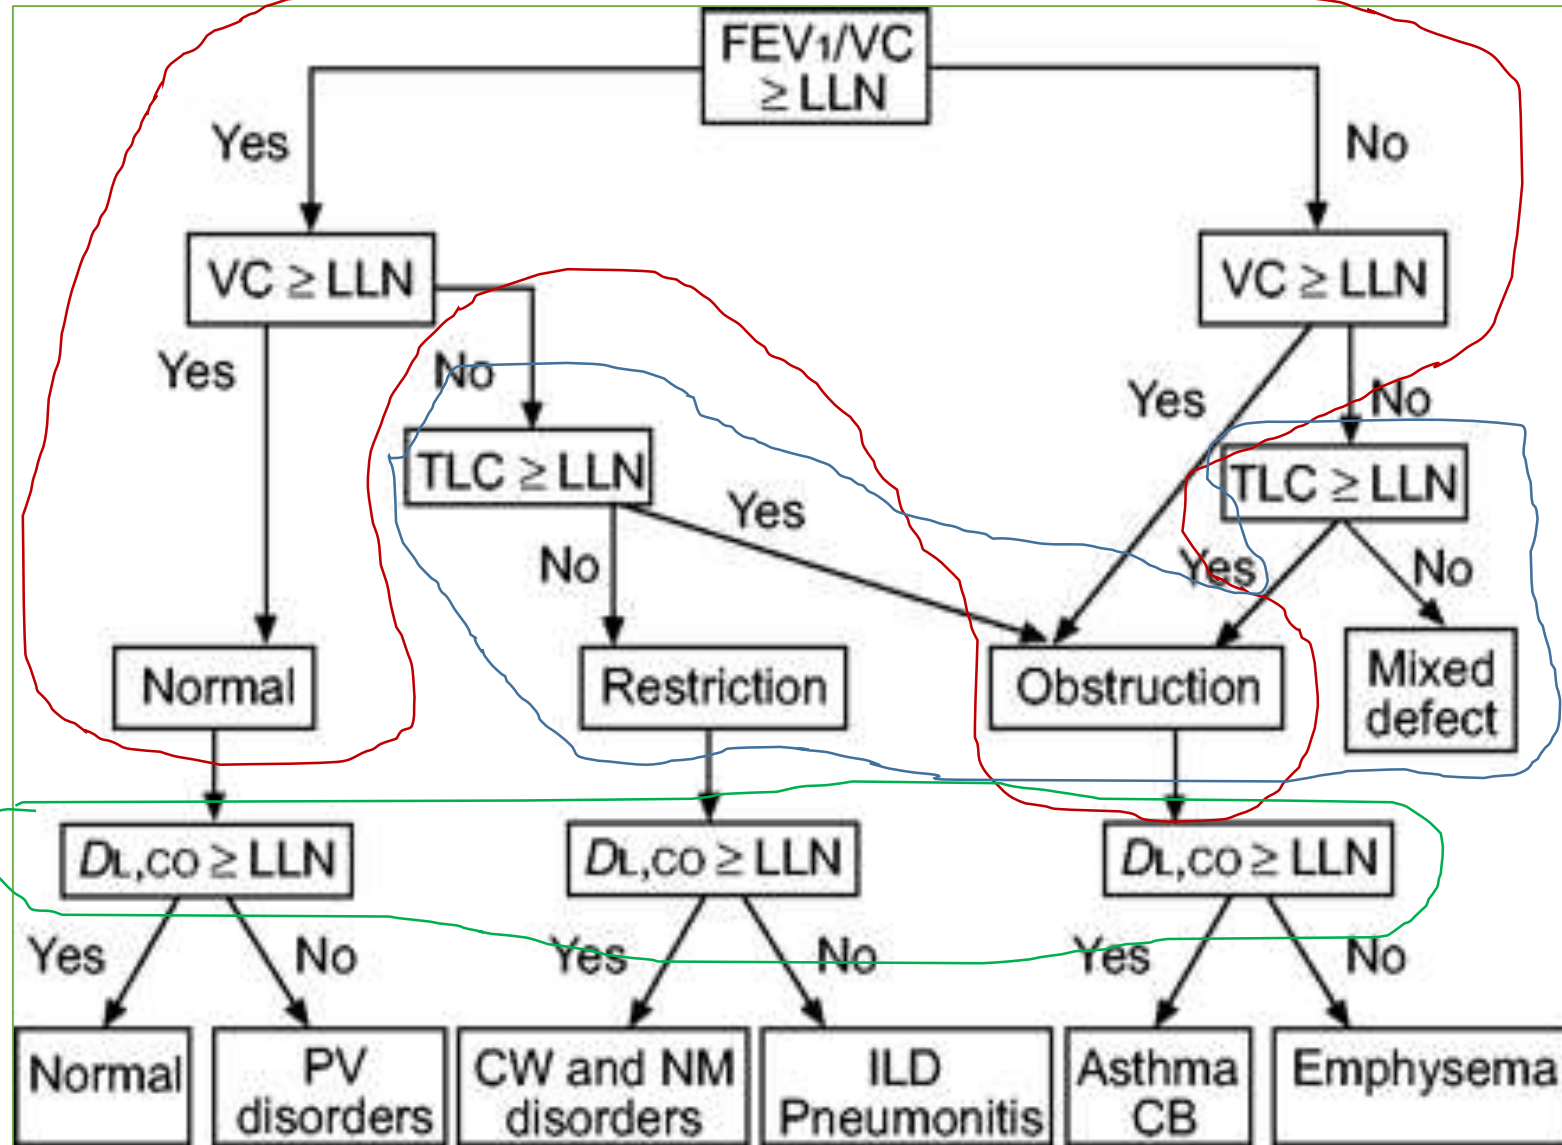 FEV1/VC
≥ LLN
Yes
No
VC ≥ LLN
VC ≥ LLN
Yes
No
Yes
No
TLC ≥ LLN
TLC ≥ LLN
Yes
No
Yes
No
Normal
Restriction
Obstruction
Mixed
defect
DL,CO ≥ LLN
DL,CO ≥ LLN
DL,CO ≥ LLN
Yes
No
Yes
No
Yes
No
Normal
PV
disorders
CW and NM
disorders
ILD
Pneumonitis
Asthma
CB
Emphysema